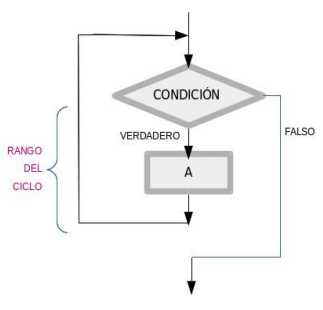 CONDICIÓN
VERDADERO
FALSO
RANGO
DEL
CICLO
A